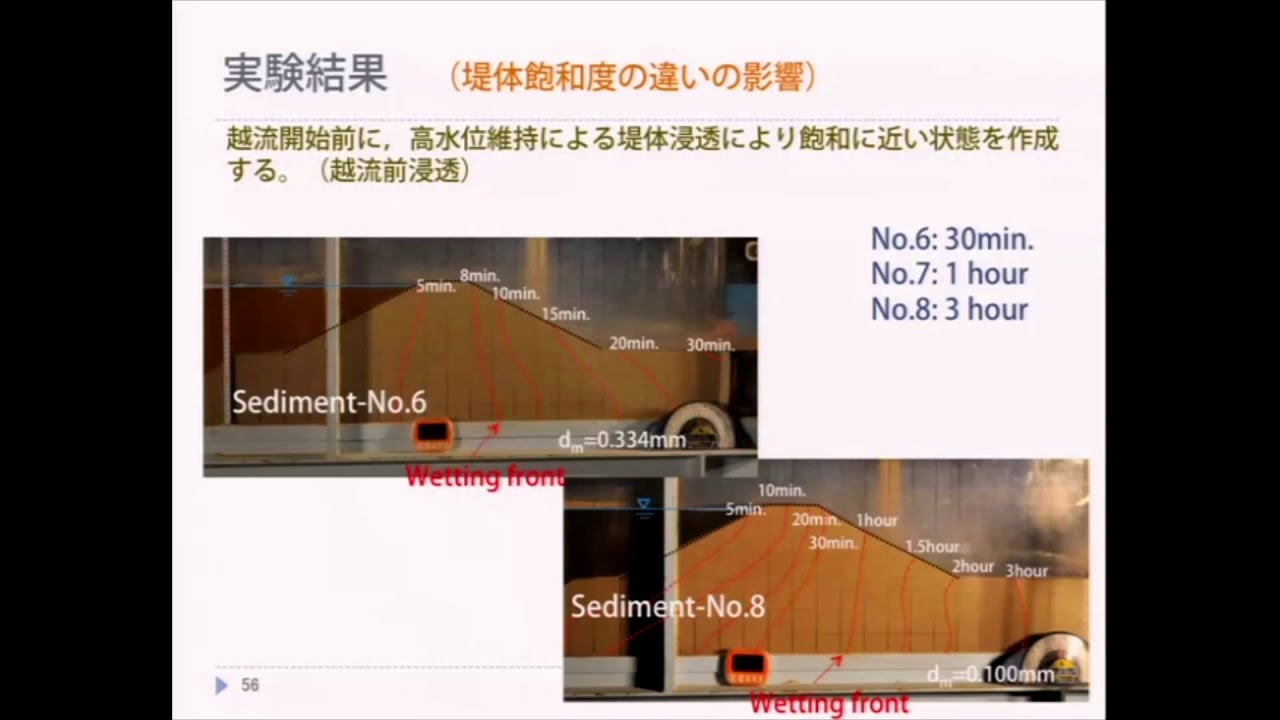 実験結果 （堤体飽和度の違いの影響）
越流開始前に，高水位維持による堤体浸透により飽和に近い状態を作成
する。（越流前浸透）
No.6: 30min.
No.7: 1 hour
No.8: 3 hour
5min. 8min. 10min. 15min. 20min. 30min.
Sediment-No.6
dm=0.334mm
Wetting front
5min. 10min. 20min. 30min. 1hour 1.5hour 2hour 3hour
Sediment-No.8
dm=0.100mm
Wetting front
56